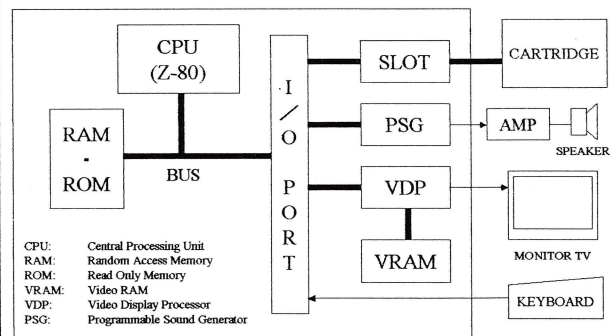 CPU
(Z-80)
RAM
-
ROM
BUS
I
/
O
P
O
R
T
SLOT
CARTRIDGE
PSG
AMP
SPEAKER
VDP
VRAM
MONITOR TV
KEYBOARD
CPU: Central Processing Unit
RAM: Random Access Memory
ROM: Read Only Memory
VRAM: Video RAM
VDP: Video Display Processor
PSG: Programmable Sound Generator